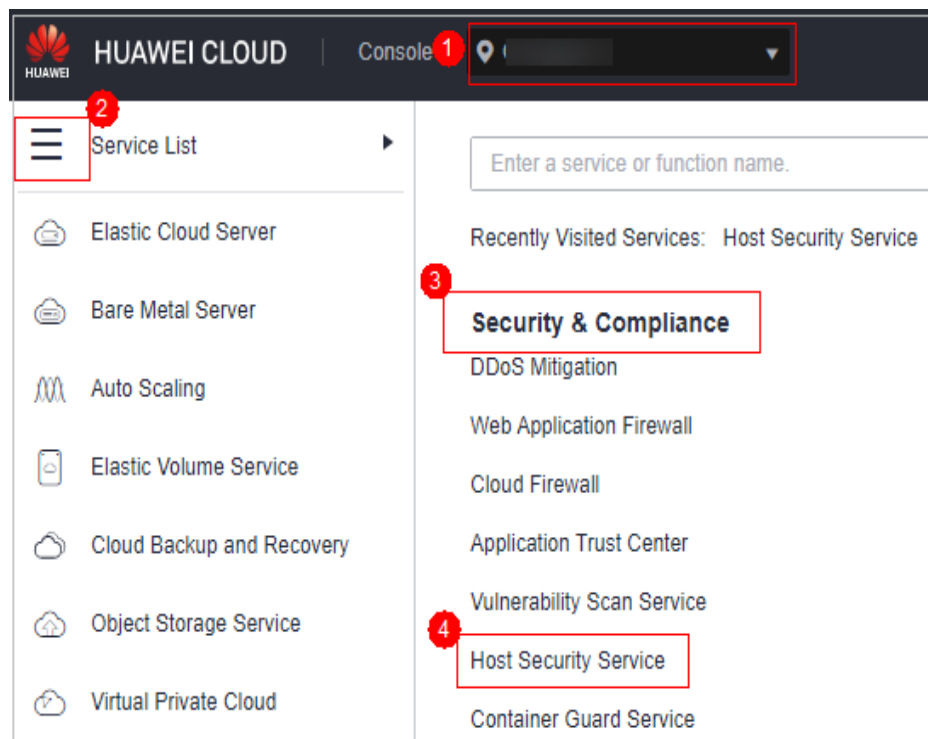 HUAWEI
HUAWEI CLOUD
Console
1
2
Service List
Enter a service or function name.
Elastic Cloud Server
Bare Metal Server
Auto Scaling
Elastic Volume Service
Cloud Backup and Recovery
Object Storage Service
Virtual Private Cloud
Recently Visited Services: Host Security Service
3
Security & Compliance
DDoS Mitigation
Web Application Firewall
Cloud Firewall
Application Trust Center
Vulnerability Scan Service
4
Host Security Service
Container Guard Service